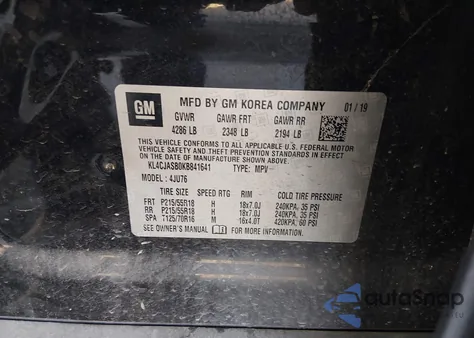 GM
MFD BY GM KOREA COMPANY 01/19
GVWR GAWR FRT GAWR RR
4286 LB 2348 LB 2194 LB
THIS VEHICLE CONFORMS TO ALL APPLICABLE U.S. FEDERAL MOTOR
VEHICLE SAFETY, BUMPER, AND THEFT PREVENTION STANDARDS IN
EFFECT ON THE DATE OF MANUFACTURE SHOWN ABOVE.
KL4CJASB0KB841641 TYPE: MPV
MODEL: 4JU76
TIRE SIZE SPEED RTG RIM COLD TIRE PRESSURE
FRT P215/55R18 H 18x7.0J 240KPA, 35 PSI
RR P215/55R18 H 18x7.0J 240KPA, 35 PSI
SPA T125/70R16 M 16x4.0T 420KPA, 60 PSI
SEE OWNER'S MANUAL FOR MORE INFORMATION.
autoSnap